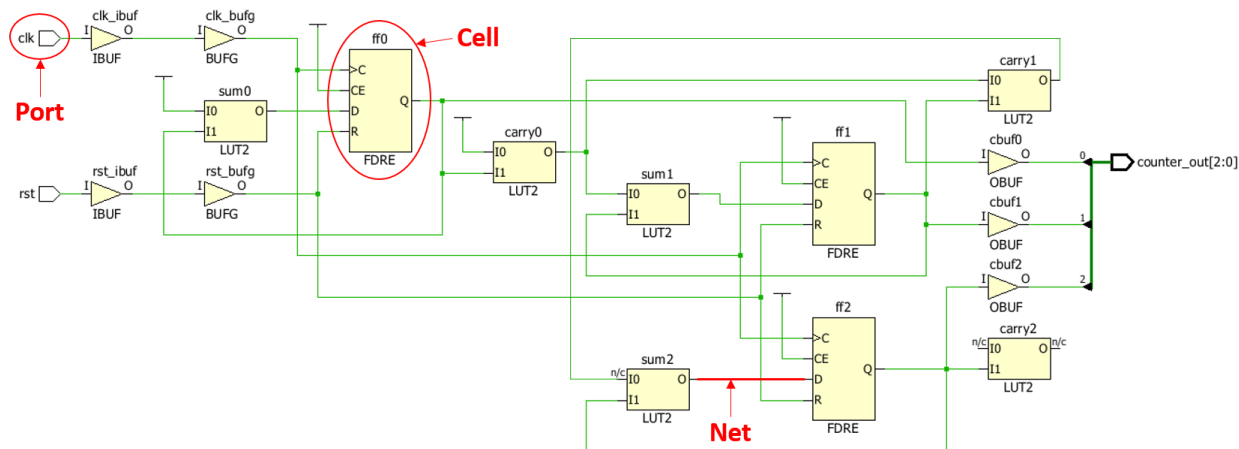 clk
Port
clk_ibuf
I O
IBUF
clk_bufg
I O
BUFG
ff0
C
CE
D
R
Q
FDRE
Cell
sum0
I0 O
I1
LUT2
rst
rst_ibuf
I O
IBUF
rst_bufg
I O
BUFG
carry0
I0 O
I1
LUT2
sum1
I0 O
I1
LUT2
ff1
C
CE
D
R
Q
FDRE
carry1
I0 O
I1
LUT2
cbuf0
I O
OBUF
0
counter_out[2:0]
cbuf1
I O
OBUF
1
cbuf2
I O
OBUF
2
sum2
n/c I0 O
I1
LUT2
Net
ff2
C
CE
D
R
Q
FDRE
carry2
n/c I0 O n/c
I1
LUT2